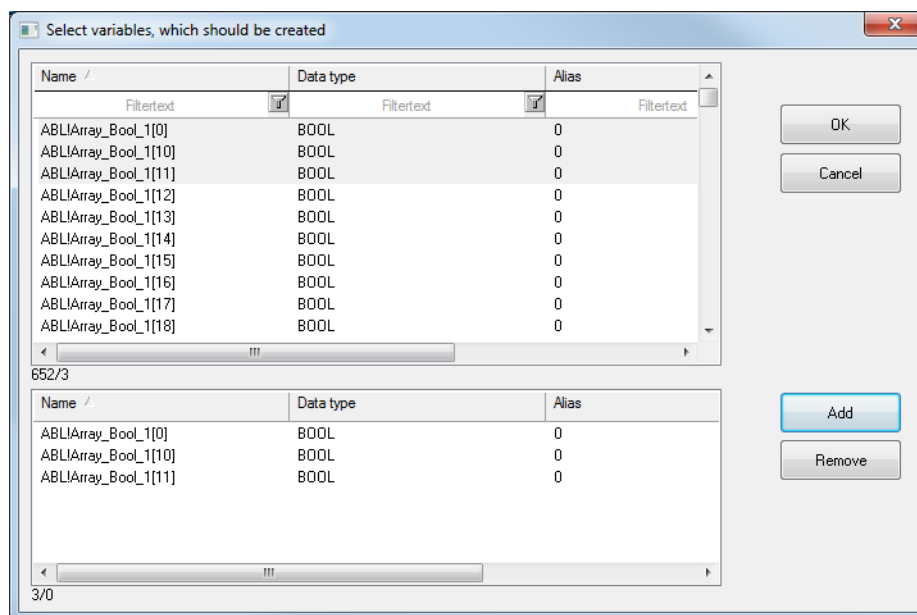 Select variables, which should be created
Name Data type Alias
Filtertext Filtertext Filtertext
ABL!Array_Bool_1[0] BOOL 0
ABL!Array_Bool_1[10] BOOL 0
ABL!Array_Bool_1[11] BOOL 0
ABL!Array_Bool_1[12] BOOL 0
ABL!Array_Bool_1[13] BOOL 0
ABL!Array_Bool_1[14] BOOL 0
ABL!Array_Bool_1[15] BOOL 0
ABL!Array_Bool_1[16] BOOL 0
ABL!Array_Bool_1[17] BOOL 0
ABL!Array_Bool_1[18] BOOL 0
652/3
OK
Cancel
Name Data type Alias
ABL!Array_Bool_1[0] BOOL 0
ABL!Array_Bool_1[10] BOOL 0
ABL!Array_Bool_1[11] BOOL 0
3/0
Add
Remove